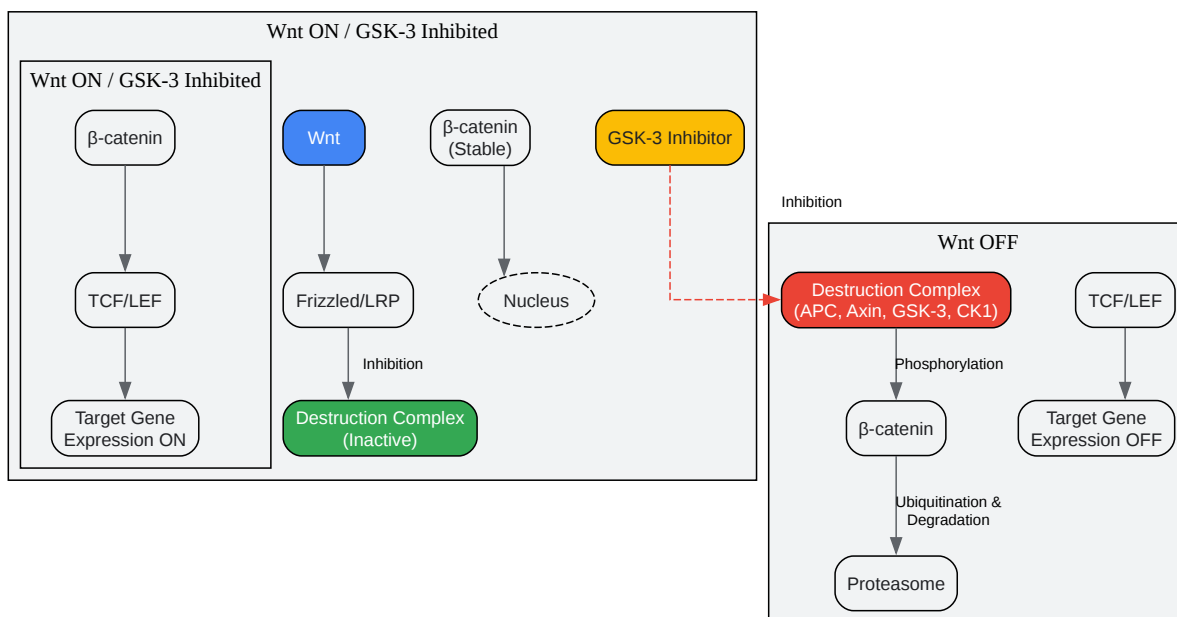 Wnt ON / GSK-3 Inhibited
Wnt ON / GSK-3 Inhibited
β-catenin
Wnt
β-catenin
(Stable)
GSK-3 Inhibitor
TCF/LEF
Frizzled/LRP
Nucleus
Inhibition
Target Gene
Expression ON
Destruction Complex
(Inactive)
Inhibition
Wnt OFF
Destruction Complex
(APC, Axin, GSK-3, CK1)
TCF/LEF
Phosphorylation
β-catenin
Target Gene
Expression OFF
Ubiquitination &
Degradation
Proteasome